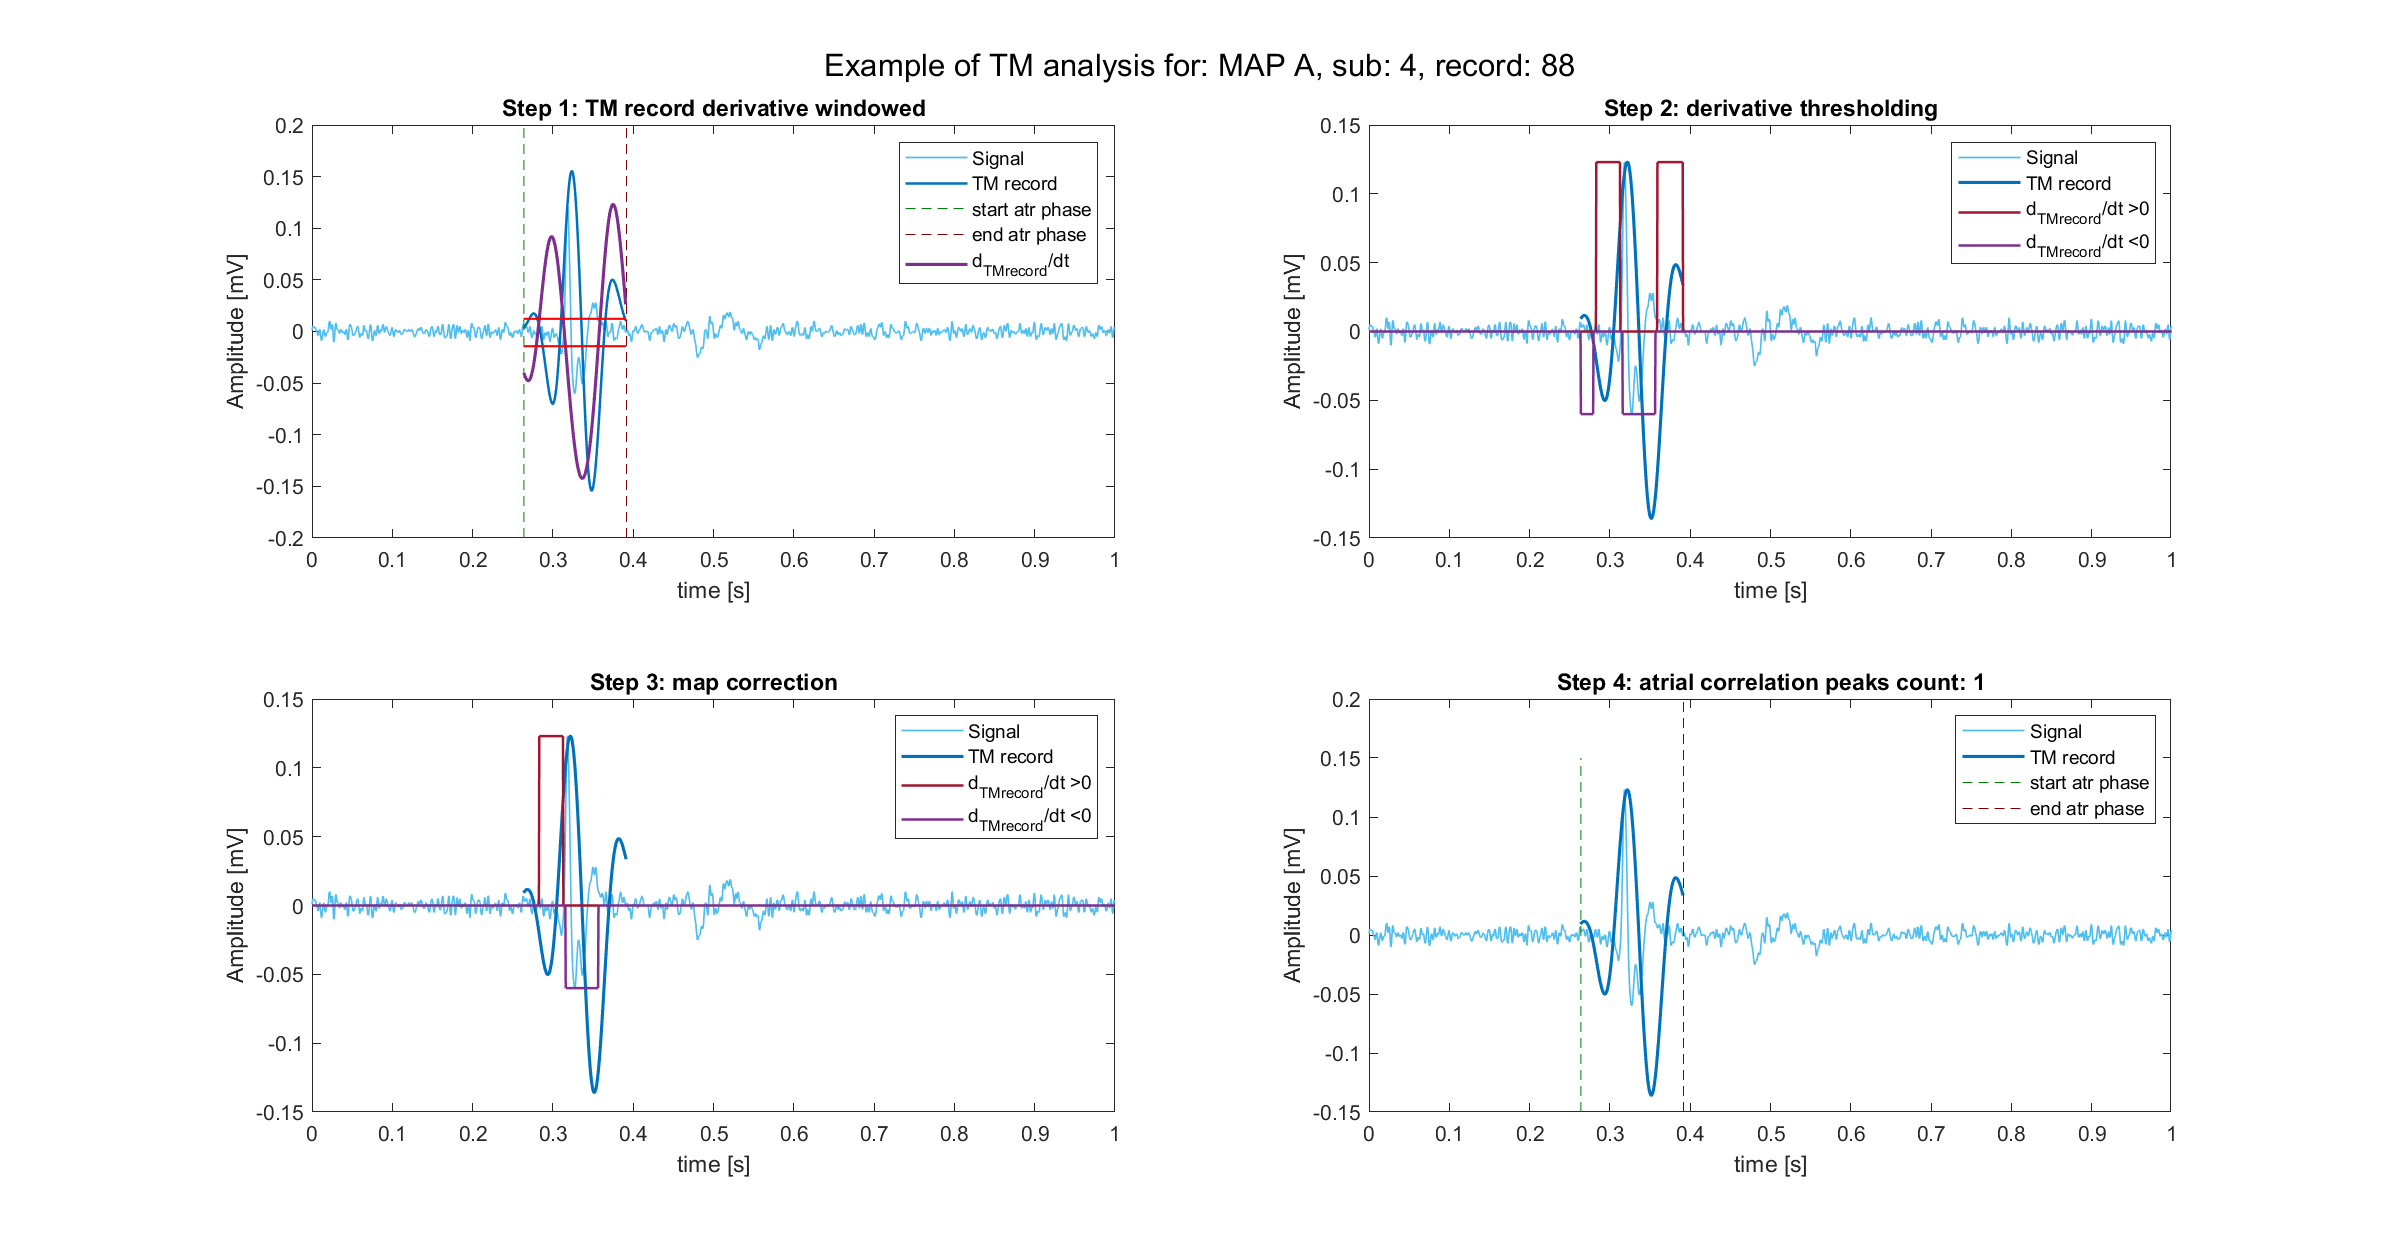 Example of TM analysis for: MAP A, sub: 4, record: 88
Step 1: TM record derivative windowed
0.2
0.15
0.1
0.05
0
-0.05
-0.1
-0.15
-0.2
Amplitude [mV]
0 0.1 0.2 0.3 0.4 0.5 0.6 0.7 0.8 0.9 1
time [s]
Signal
TM record
start atr phase
end atr phase
dTMrecord/dt
Step 2: derivative thresholding
0.15
0.1
0.05
0
-0.05
-0.1
-0.15
Amplitude [mV]
0 0.1 0.2 0.3 0.4 0.5 0.6 0.7 0.8 0.9 1
time [s]
Signal
TM record
dTMrecord/dt >0
dTMrecord/dt <0
Step 3: map correction
0.15
0.1
0.05
0
-0.05
-0.1
-0.15
Amplitude [mV]
0 0.1 0.2 0.3 0.4 0.5 0.6 0.7 0.8 0.9 1
time [s]
Signal
TM record
dTMrecord/dt >0
dTMrecord/dt <0
Step 4: atrial correlation peaks count: 1
0.2
0.15
0.1
0.05
0
-0.05
-0.1
-0.15
Amplitude [mV]
0 0.1 0.2 0.3 0.4 0.5 0.6 0.7 0.8 0.9 1
time [s]
Signal
TM record
start atr phase
end atr phase